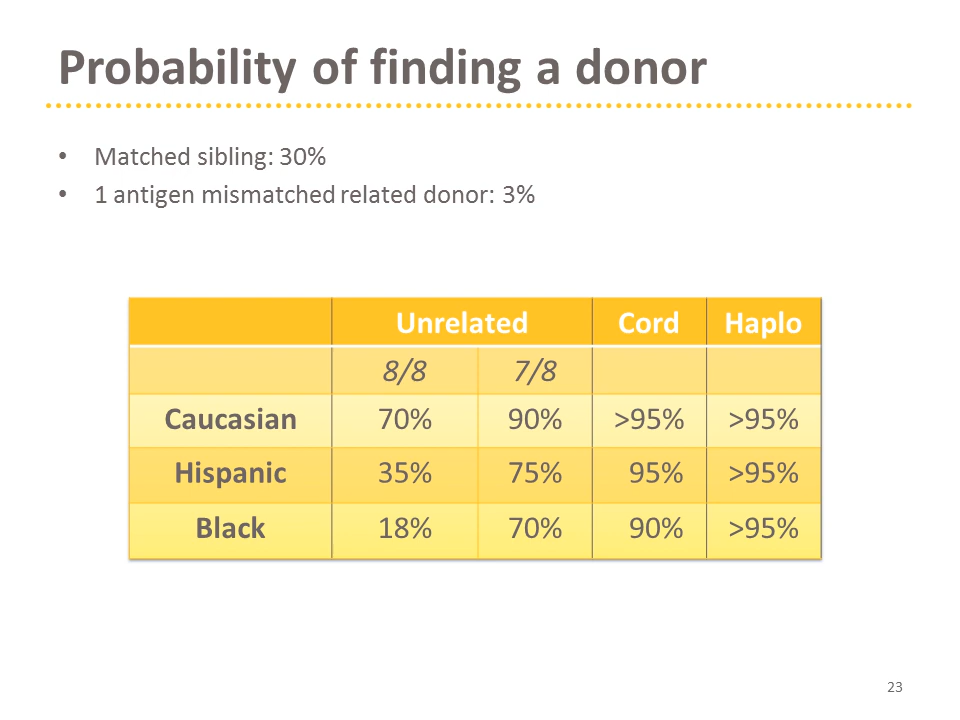 Probability of finding a donor
• Matched sibling: 30%
• 1 antigen mismatched related donor: 3%
Unrelated Cord Haplo
8/8 7/8
Caucasian 70% 90% >95% >95%
Hispanic 35% 75% 95% >95%
Black 18% 70% 90% >95%
23